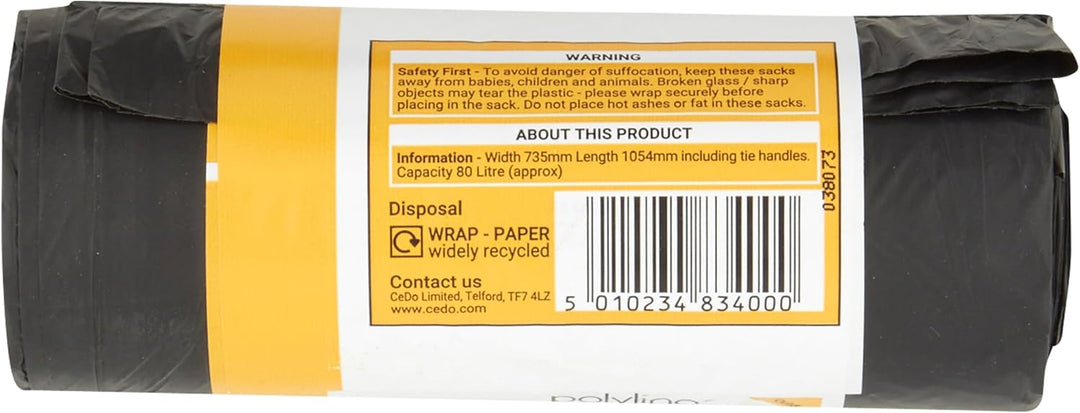 WARNING
Safety First - To avoid danger of suffocation, keep these sacks
away from babies, children and animals. Broken glass / sharp
objects may tear the plastic - please wrap securely before
placing in the sack. Do not place hot ashes or fat in these sacks.
ABOUT THIS PRODUCT
Information - Width 735mm Length 1054mm including tie handles.
Capacity 80 Litre (approx)
038073
Disposal
WRAP - PAPER
widely recycled
Contact us
CeDo Limited, Telford, TF7 4LZ
www.cedo.com
5 010234 834000